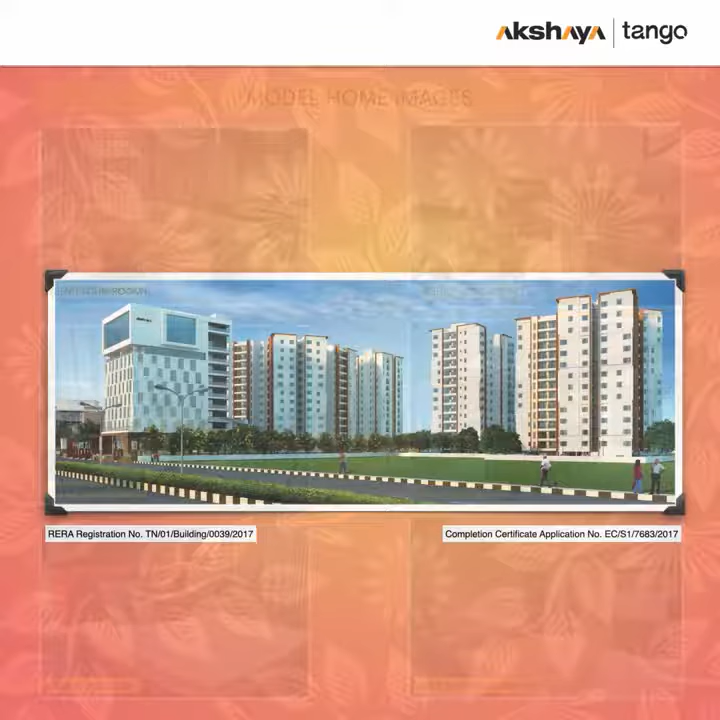 AKSHAYA | tango
MODEL HOME IMAGES
RERA Registration No. TN/01/Building/0039/2017
Completion Certificate Application No. EC/S1/7683/2017